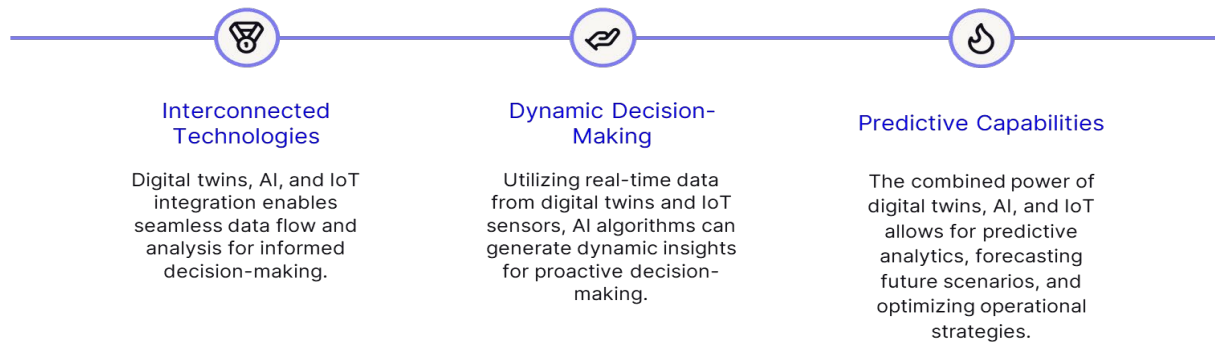 Interconnected
Technologies
Digital twins, AI, and IoT
integration enables
seamless data flow and
analysis for informed
decision-making.
Dynamic Decision-
Making
Utilizing real-time data
from digital twins and IoT
sensors, AI algorithms can
generate dynamic insights
for proactive decision-
making.
Predictive Capabilities
The combined power of
digital twins, AI, and IoT
allows for predictive
analytics, forecasting
future scenarios, and
optimizing operational
strategies.